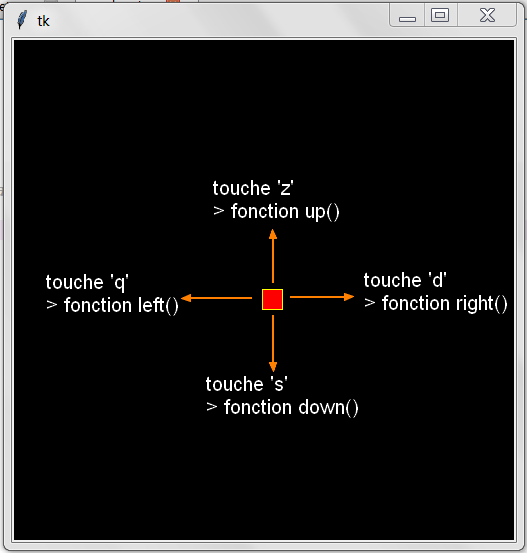 tk
touche 'z'
> fonction up()
touche 'q'
> fonction left()
touche 'd'
> fonction right()
touche 's'
> fonction down()